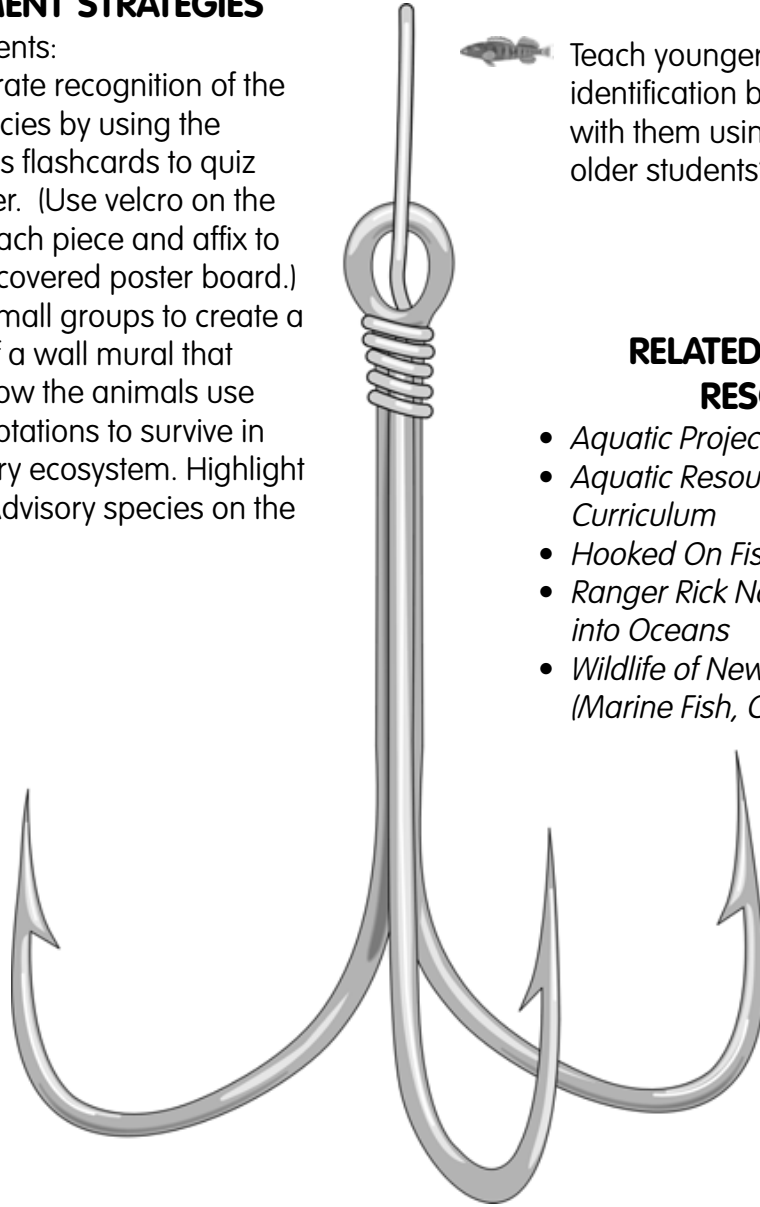 MENT STRATEGIES
ents:
rate recognition of the
cies by using the
s flashcards to quiz
er. (Use velcro on the
ach piece and affix to
covered poster board.)
mall groups to create a
f a wall mural that
ow the animals use
ptations to survive in
ry ecosystem. Highlight
Advisory species on the
Teach younger
identification b
with them usin
older students'
RELATED
RESO
• Aquatic Projec
• Aquatic Resou
Curriculum
• Hooked On Fis
• Ranger Rick Na
into Oceans
• Wildlife of New
(Marine Fish, C